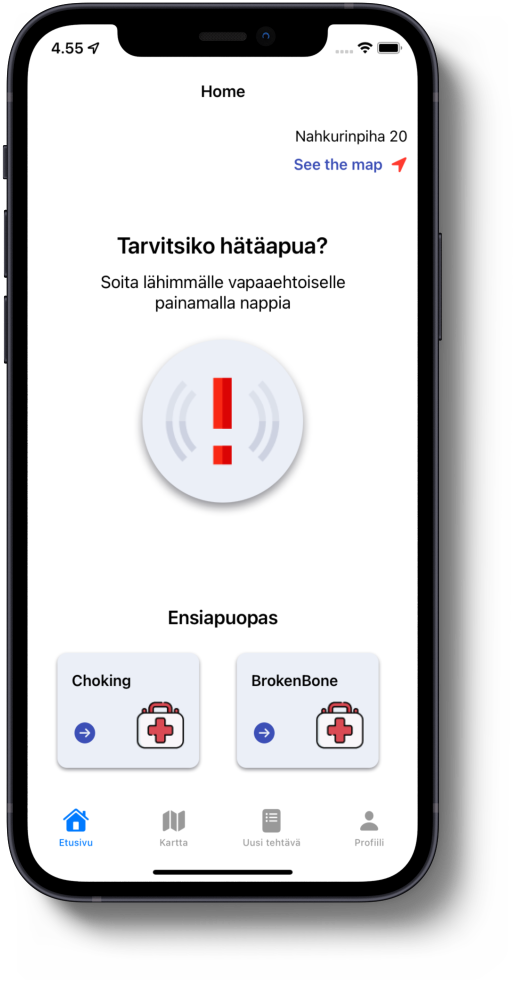 4.55
Home
Nahkurinpiha 20
See the map
Tarvitsiko hätäapua?
Soita lähimmälle vapaaehtoiselle
painamalla nappia
!
Ensiapuopas
Choking
BrokenBone
Etusivu
Kartta
Uusi tehtävä
Profiili